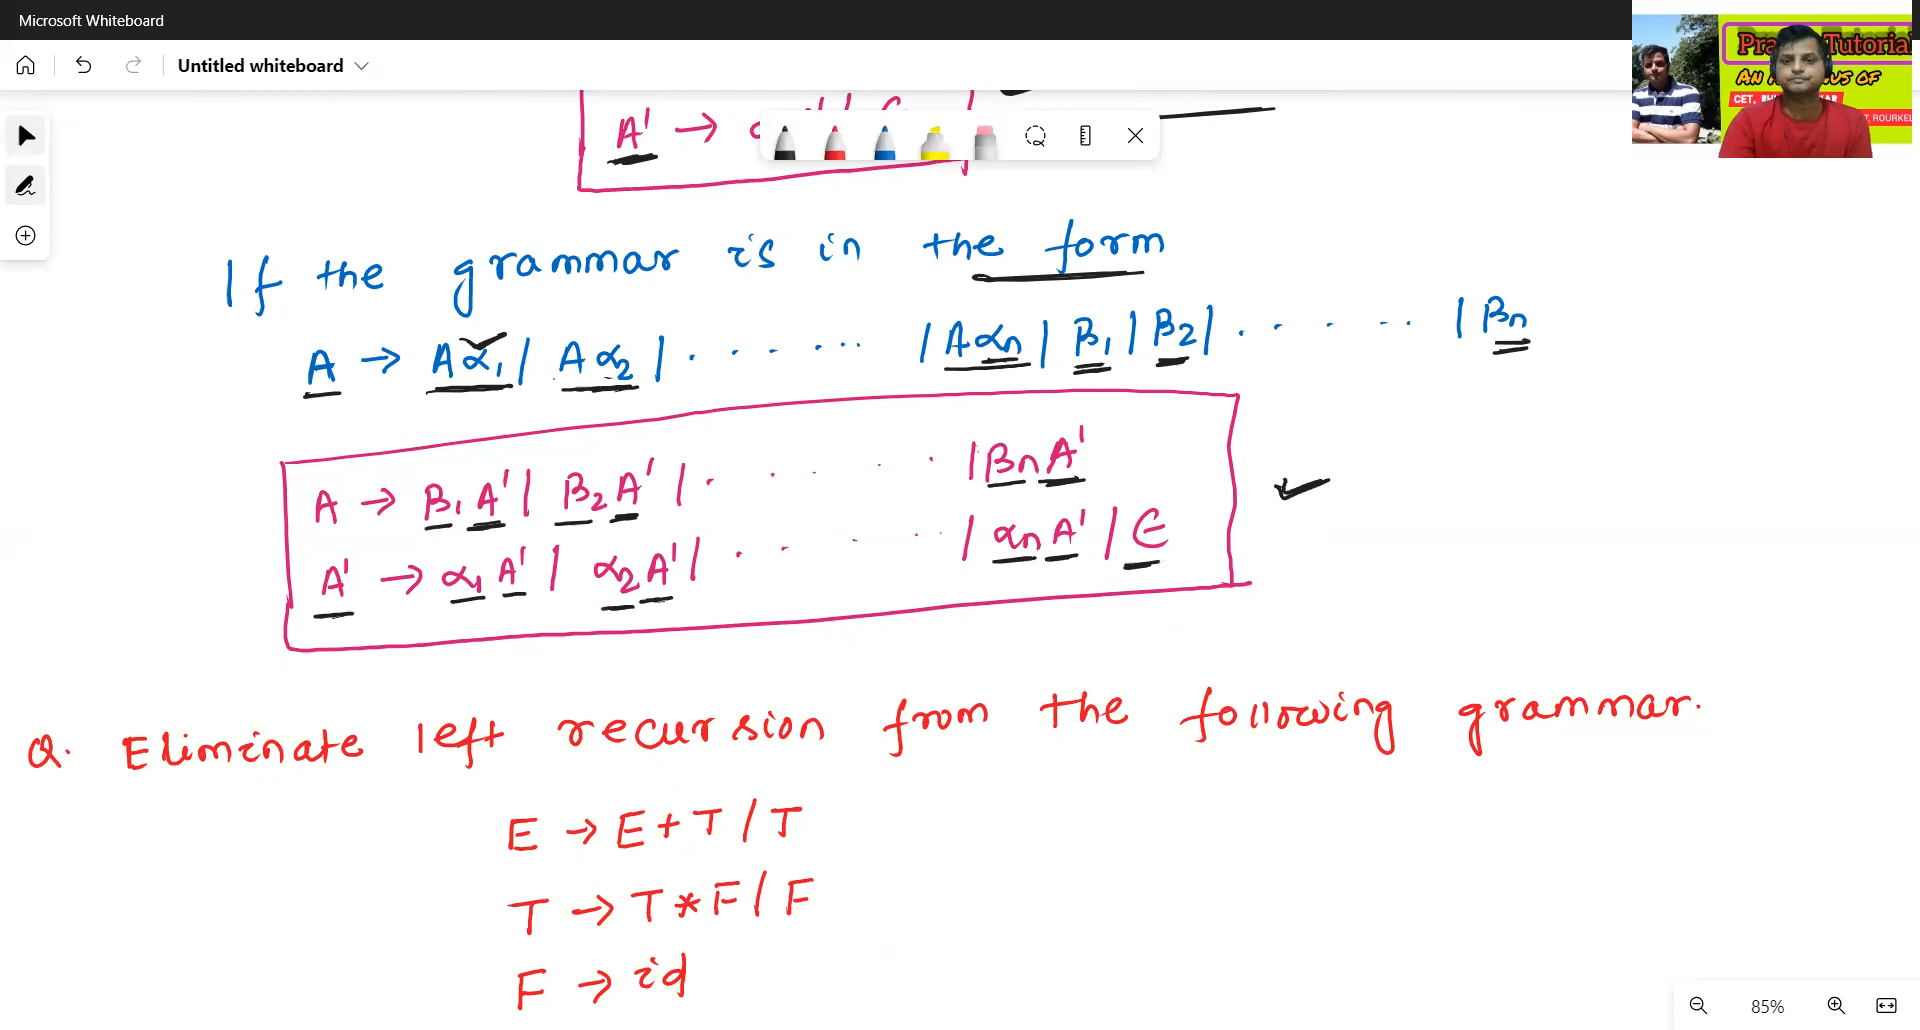 Microsoft Whiteboard
Untitled whiteboard
A' →
If the grammar is in the form
A → Aα₁ | Aα₂ | . . . . . . | Aαn | β₁ | β₂ | . . . . . | βn
A → β₁A' | β₂A' | . . . . . | βnA'
A' → α₁A' | α₂A' | . . . . . | αnA' | ∈
Q. Eliminate left recursion from the following grammar.
E → E + T / T
T → T * F / F
F → id
85%